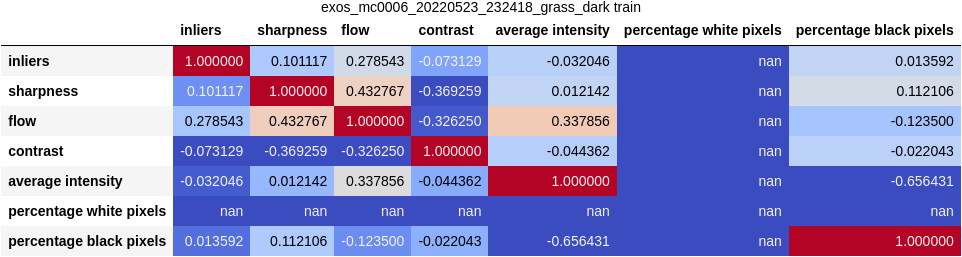 exos_mc0006_20220523_232418_grass_dark train
inliers sharpness flow contrast average intensity percentage white pixels percentage black pixels
inliers 1.000000 0.101117 0.278543 -0.073129 -0.032046 nan 0.013592
sharpness 0.101117 1.000000 0.432767 -0.369259 0.012142 nan 0.112106
flow 0.278543 0.432767 1.000000 -0.326250 0.337856 nan -0.123500
contrast -0.073129 -0.369259 -0.326250 1.000000 -0.044362 nan -0.022043
average intensity -0.032046 0.012142 0.337856 -0.044362 1.000000 nan -0.656431
percentage white pixels nan nan nan nan nan nan nan
percentage black pixels 0.013592 0.112106 -0.123500 -0.022043 -0.656431 nan 1.000000